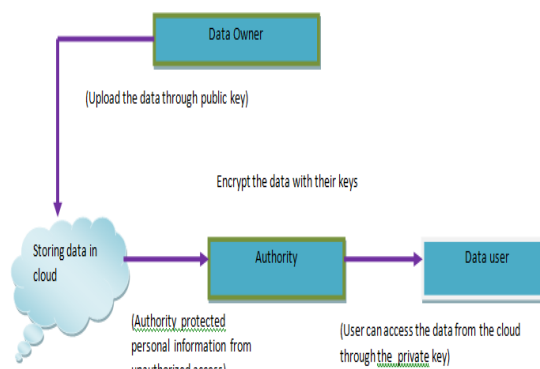 Data Owner
(Upload the data through public key)
Encrypt the data with their keys
Storing data in
cloud
Authority
Data user
(Authority protected
personal information from
unauthorized access)
(User can access the data from the cloud
through the private key)